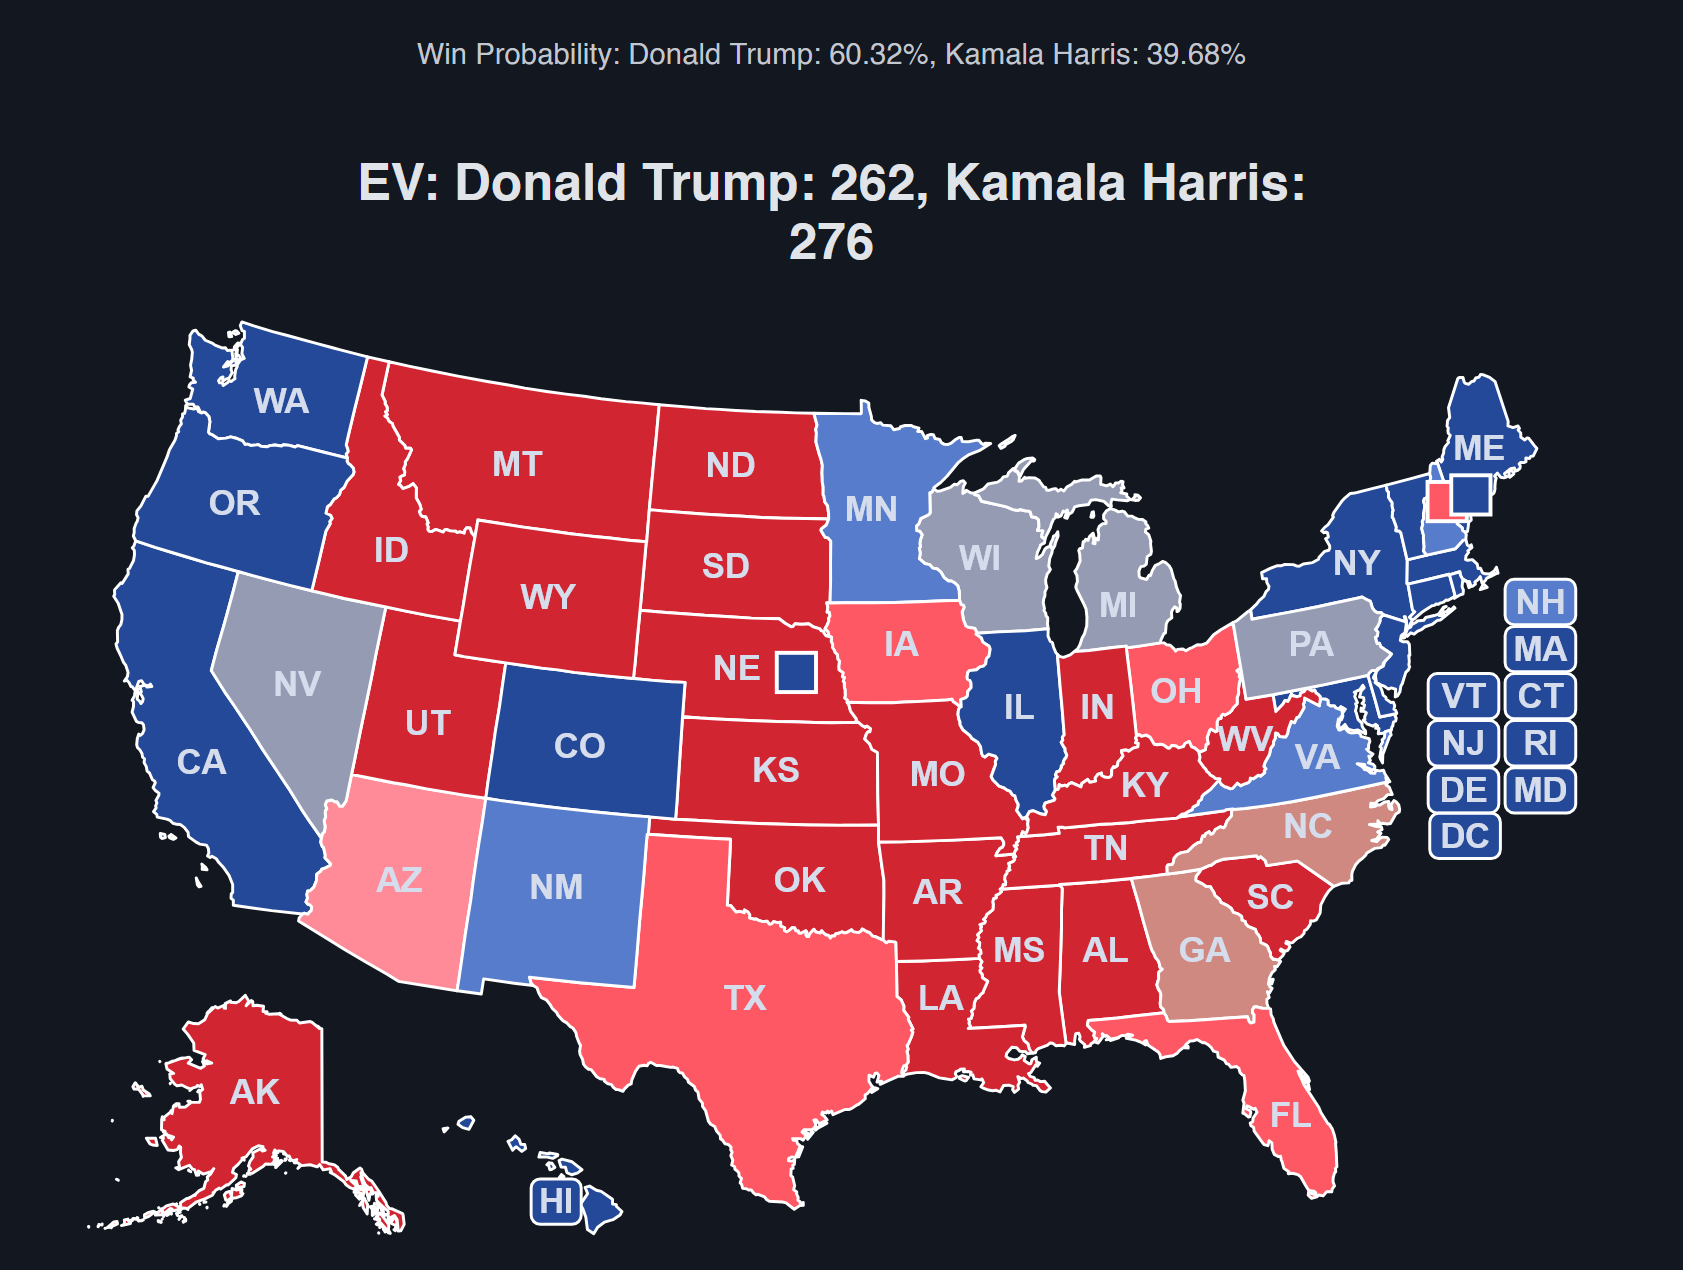 Win Probability: Donald Trump: 60.32%, Kamala Harris: 39.68%
EV: Donald Trump: 262, Kamala Harris:
276
WA
OR
CA
NV
ID
MT
WY
UT
CO
AZ
NM
ND
SD
NE
KS
OK
TX
MN
IA
MO
AR
LA
WI
IL
MI
IN
OH
KY
TN
MS
AL
GA
FL
SC
NC
VA
WV
PA
NY
ME
NH
MA
VT
CT
NJ
RI
DE
MD
DC
AK
HI